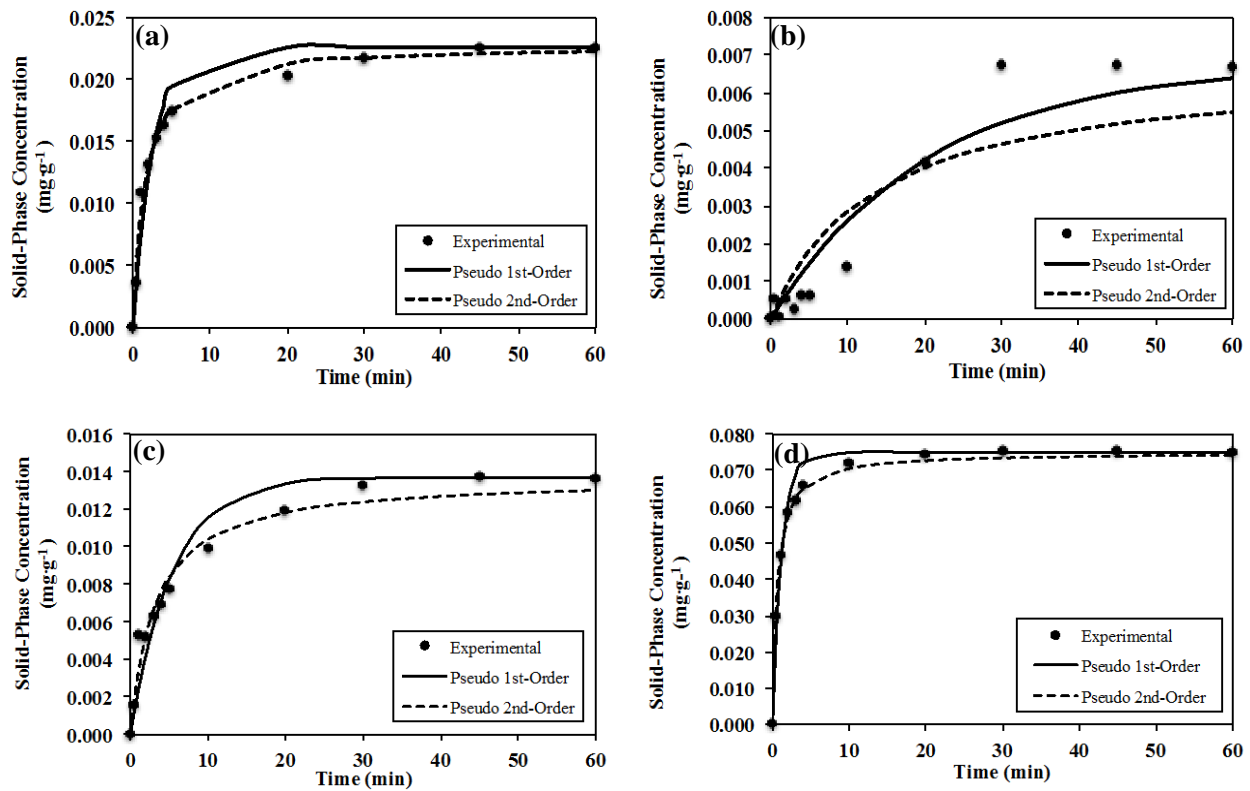 (a)
Solid-Phase Concentration
(mg·g-1)
0.025
0.020
0.015
0.010
0.005
0.000
Experimental
Pseudo 1st-Order
Pseudo 2nd-Order
0 10 20 30 40 50 60
Time (min)
(b)
Solid-Phase Concentration
(mg·g-1)
0.008
0.007
0.006
0.005
0.004
0.003
0.002
0.001
0.000
Experimental
Pseudo 1st-Order
Pseudo 2nd-Order
0 10 20 30 40 50 60
Time (min)
(c)
Solid-Phase Concentration
(mg·g-1)
0.016
0.014
0.012
0.010
0.008
0.006
0.004
0.002
0.000
Experimental
Pseudo 1st-Order
Pseudo 2nd-Order
0 10 20 30 40 50 60
Time (min)
(d)
Solid-Phase Concentration
(mg·g-1)
0.080
0.070
0.060
0.050
0.040
0.030
0.020
0.010
0.000
Experimental
Pseudo 1st-Order
Pseudo 2nd-Order
0 10 20 30 40 50 60
Time (min)